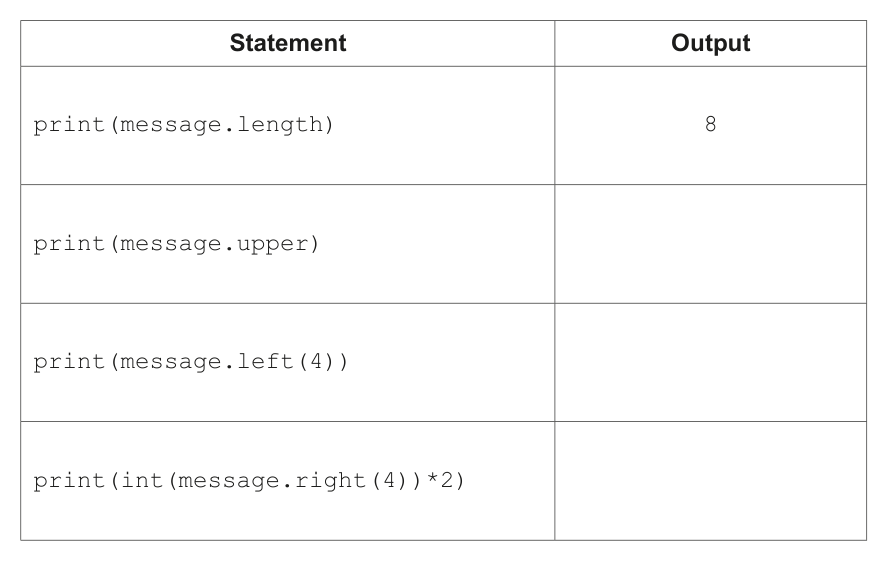 Statement Output
print(message.length) 8
print(message.upper)
print(message.left(4))
print(int(message.right(4))*2)